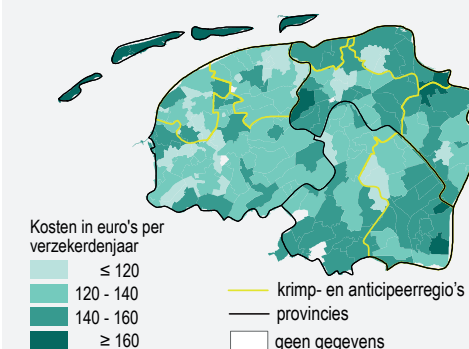 Kosten in euro's per
verzekerdenjaar
≤ 120
120 - 140
140 - 160
≥ 160
krimp- en anticipeerregio's
provincies
geen gegevens